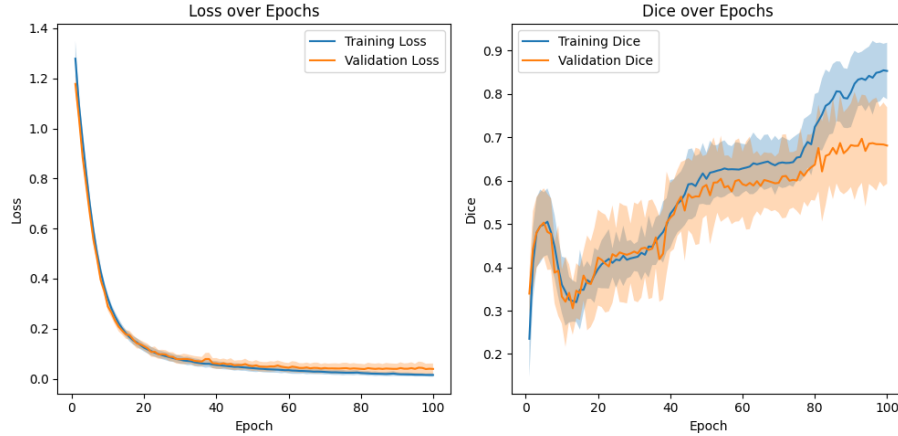 Loss over Epochs
Training Loss
Validation Loss
1.4
1.2
1.0
0.8
0.6
0.4
0.2
0.0
Loss
0 20 40 60 80 100
Epoch
Dice over Epochs
Training Dice
Validation Dice
0.9
0.8
0.7
0.6
0.5
0.4
0.3
0.2
Dice
0 20 40 60 80 100
Epoch